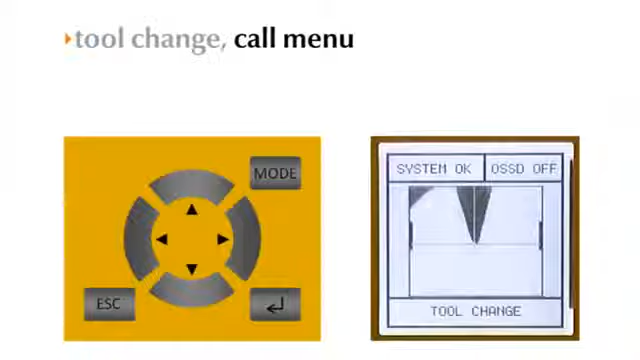 tool change, call menu
MODE
ESC
SYSTEM OK OSSD OFF
TOOL CHANGE